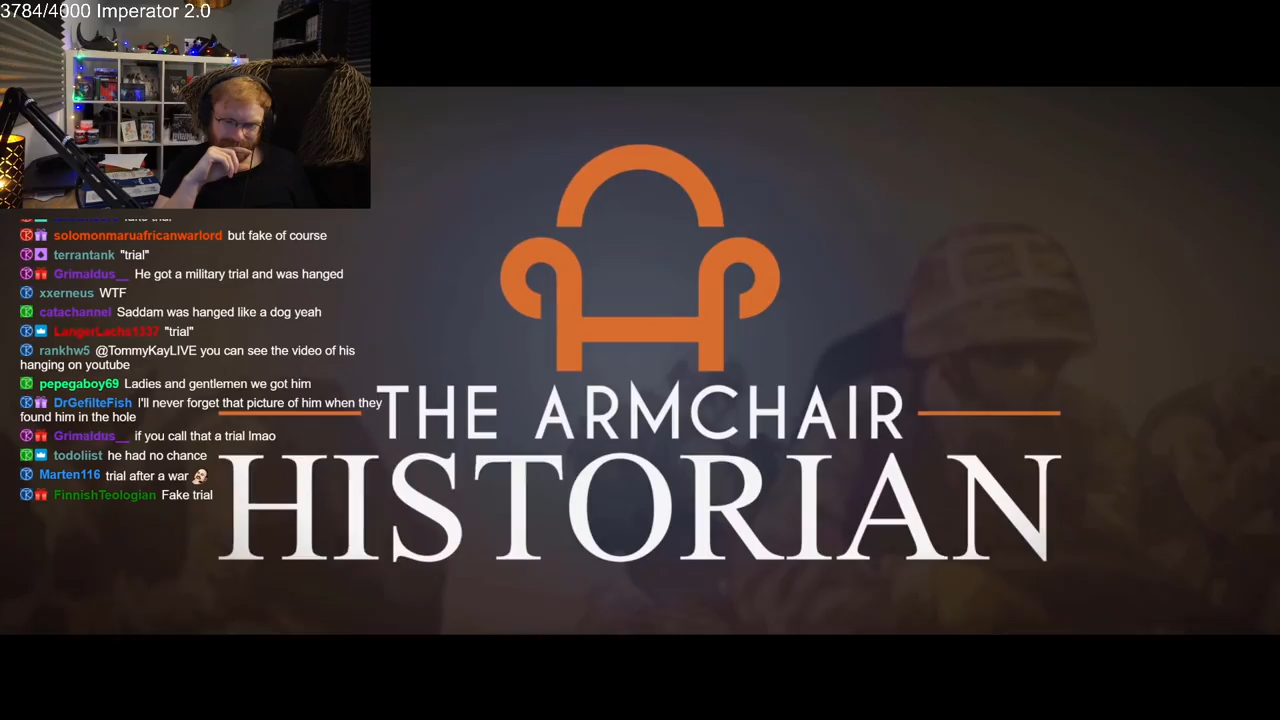 3784/4000 Imperator 2.0
solomonmaruafricanwarlord but fake of course
terrantank "trial"
Grimaldus__ He got a military trial and was hanged
xxerneus WTF
catachannel Saddam was hanged like a dog yeah
LangerLachs1337 "trial"
rankhw5 @TommyKayLIVE you can see the video of his
hanging on youtube
pepegaboy69 Ladies and gentlemen we got him
DrGefilteFish I'll never forget that picture of him when they
found him in the hole
Grimaldus__ if you call that a trial lmao
todoliist he had no chance
Marten116 trial after a war
FinnishTeologian Fake trial
THE ARMCHAIR
HISTORIAN